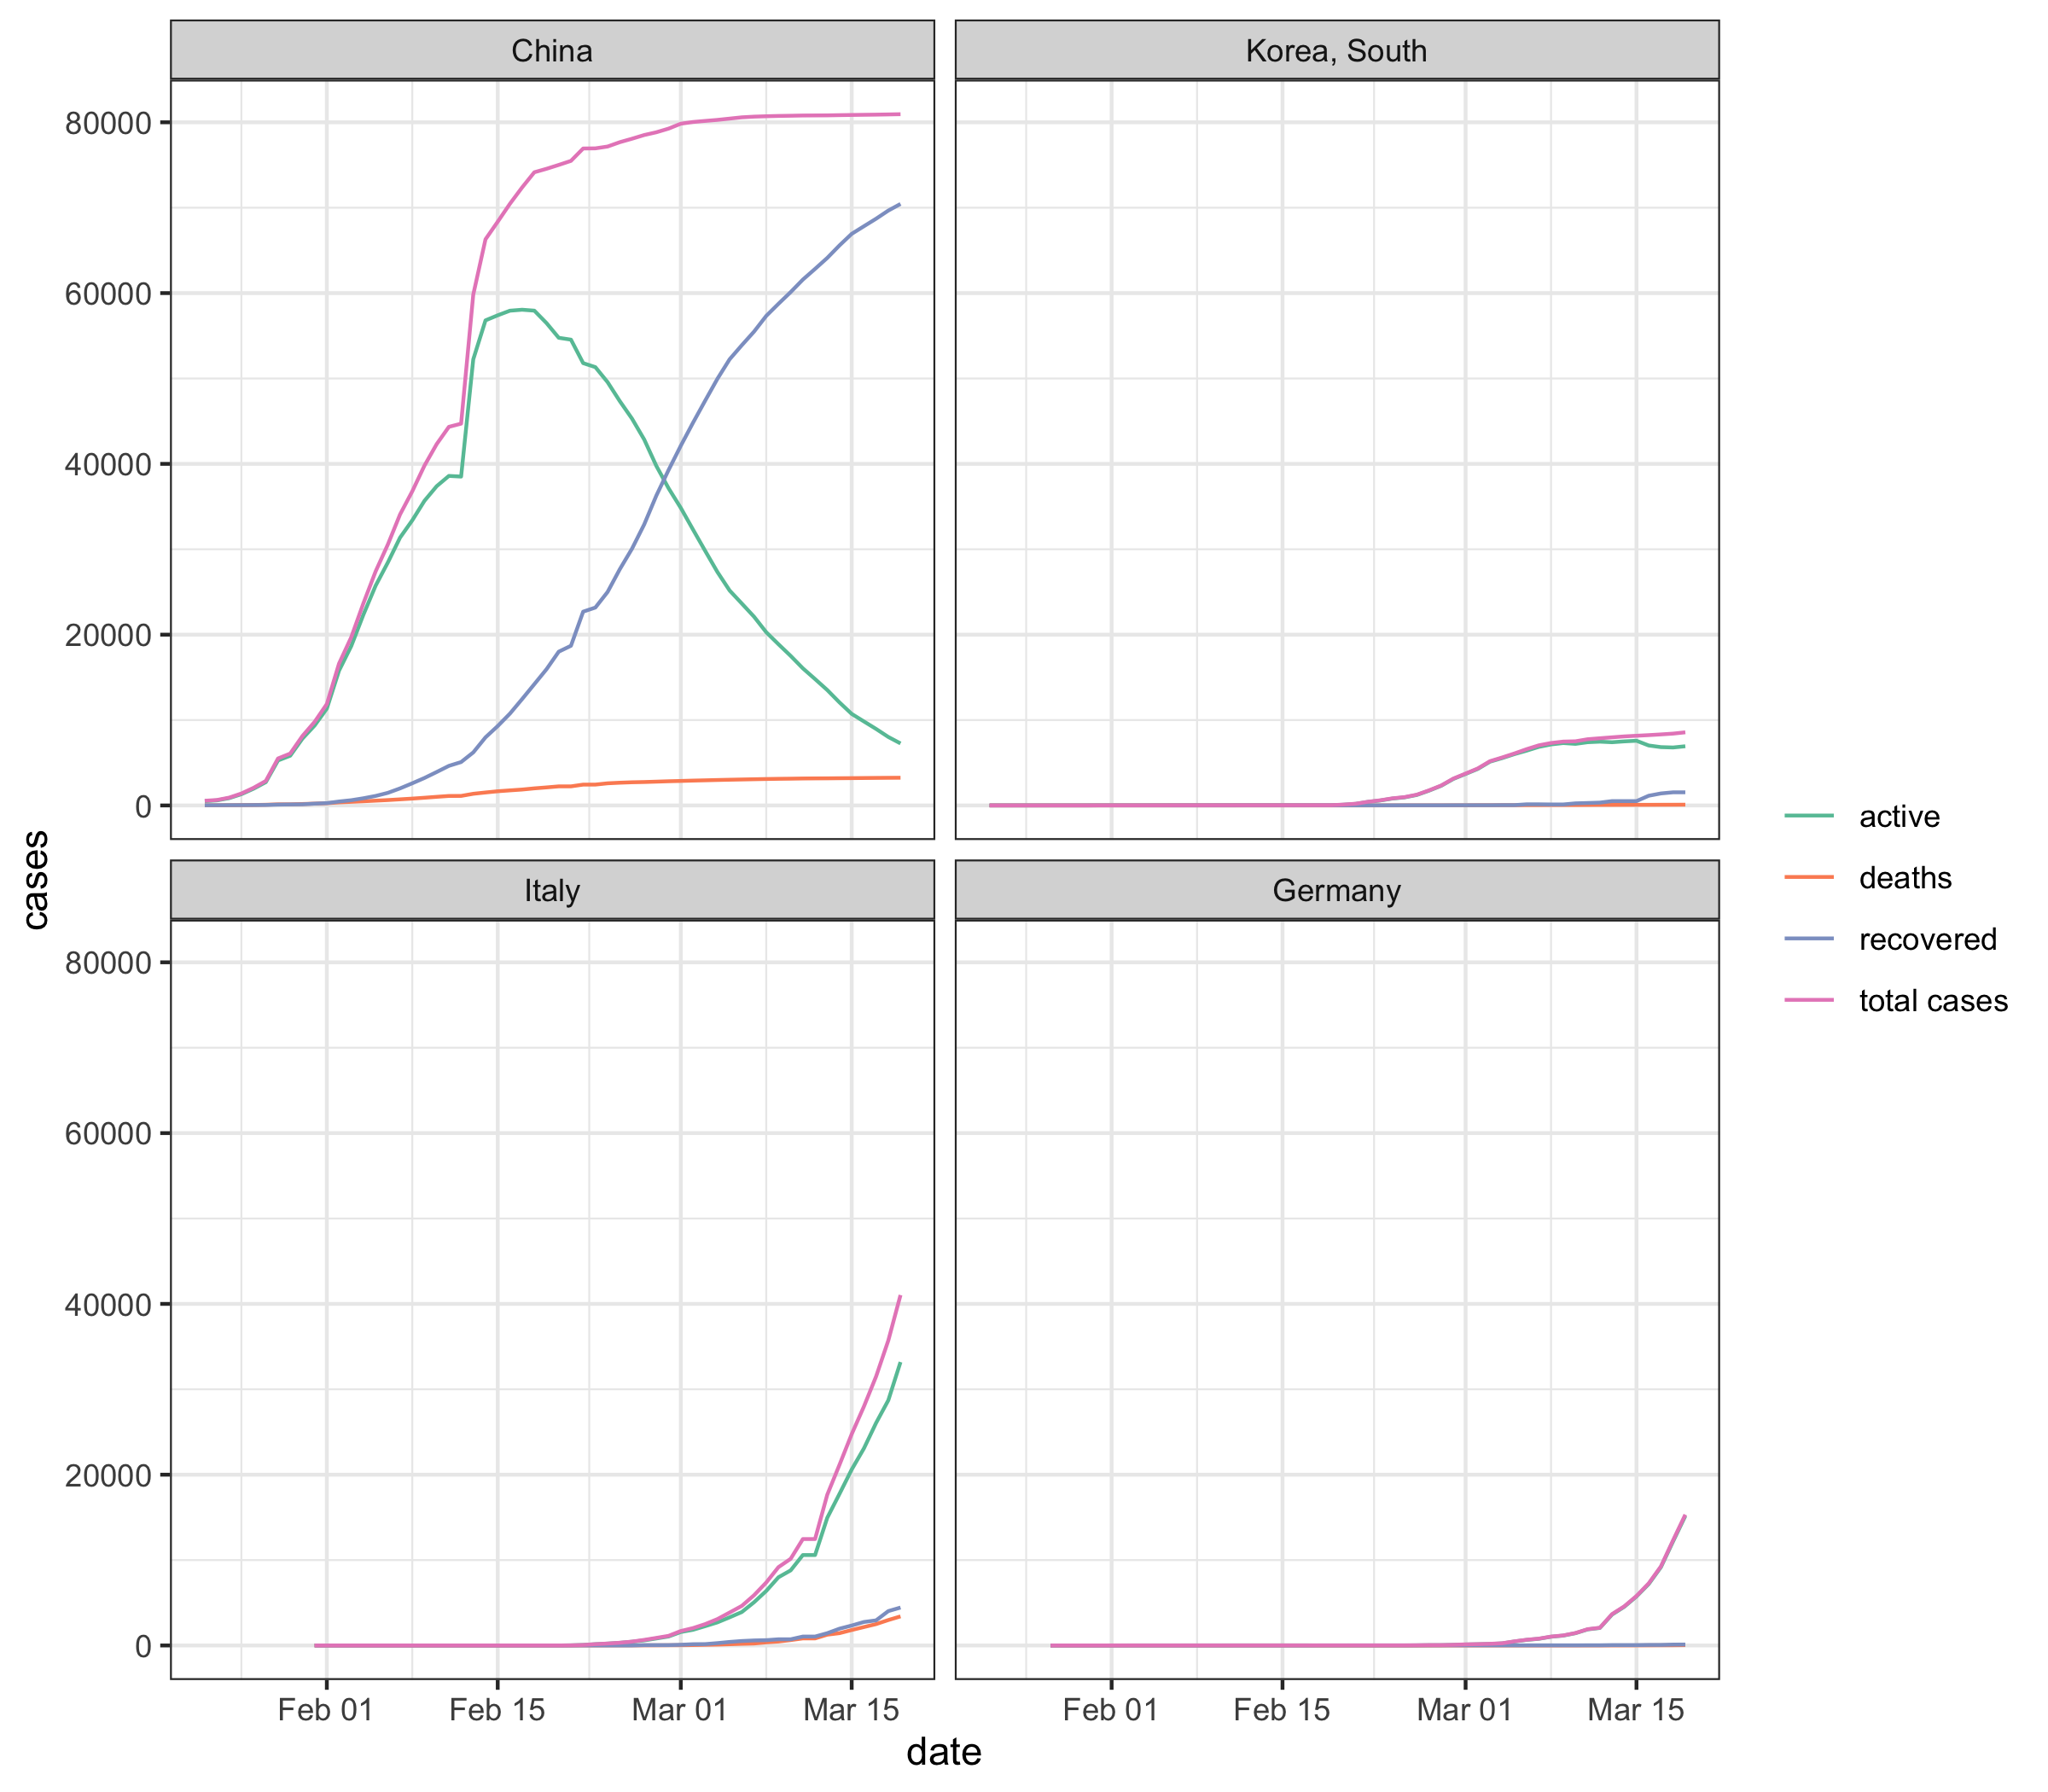 China
Korea, South
80000
60000
40000
20000
0
Italy
Germany
80000
60000
40000
20000
0
Feb 01
Feb 15
Mar 01
Mar 15
Feb 01
Feb 15
Mar 01
Mar 15
date
cases
active
deaths
recovered
total cases